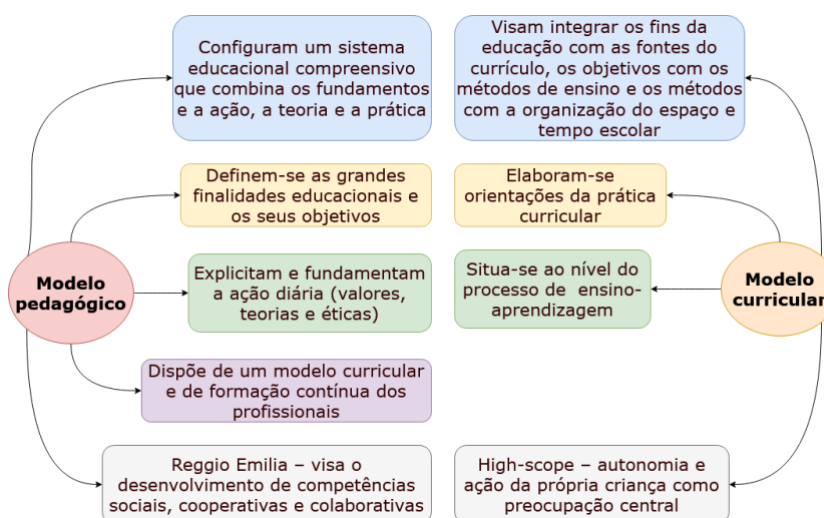 Configuram um sistema
educacional compreensivo
que combina os fundamentos
e a ação, a teoria e a prática
Visam integrar os fins da
educação com as fontes do
currículo, os objetivos com os
métodos de ensino e os métodos
com a organização do espaço e
tempo escolar
Definem-se as grandes
finalidades educacionais e
os seus objetivos
Elaboram-se
orientações da prática
curricular
Modelo
pedagógico
Explicitam e fundamentam
a ação diária (valores,
teorias e éticas)
Situa-se ao nível do
processo de ensino-
aprendizagem
Modelo
curricular
Dispõe de um modelo curricular
e de formação contínua dos
profissionais
Reggio Emilia – visa o
desenvolvimento de competências
sociais, cooperativas e colaborativas
High-scope – autonomia e
ação da própria criança como
preocupação central